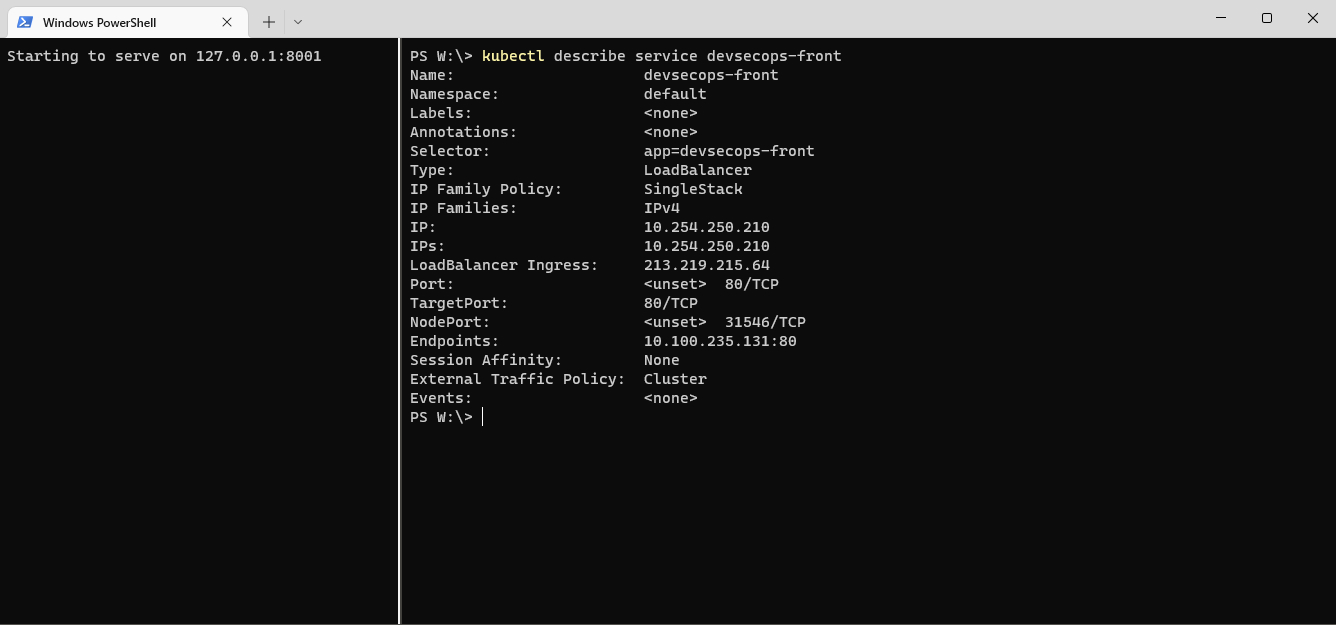 Windows PowerShell
Starting to serve on 127.0.0.1:8001
PS W:\> kubectl describe service devsecops-front
Name:                     devsecops-front
Namespace:                default
Labels:                   <none>
Annotations:              <none>
Selector:                 app=devsecops-front
Type:                     LoadBalancer
IP Family Policy:         SingleStack
IP Families:              IPv4
IP:                       10.254.250.210
IPs:                      10.254.250.210
LoadBalancer Ingress:     213.219.215.64
Port:                     <unset>  80/TCP
TargetPort:               80/TCP
NodePort:                 <unset>  31546/TCP
Endpoints:                10.100.235.131:80
Session Affinity:         None
External Traffic Policy:  Cluster
Events:                   <none>
PS W:\>